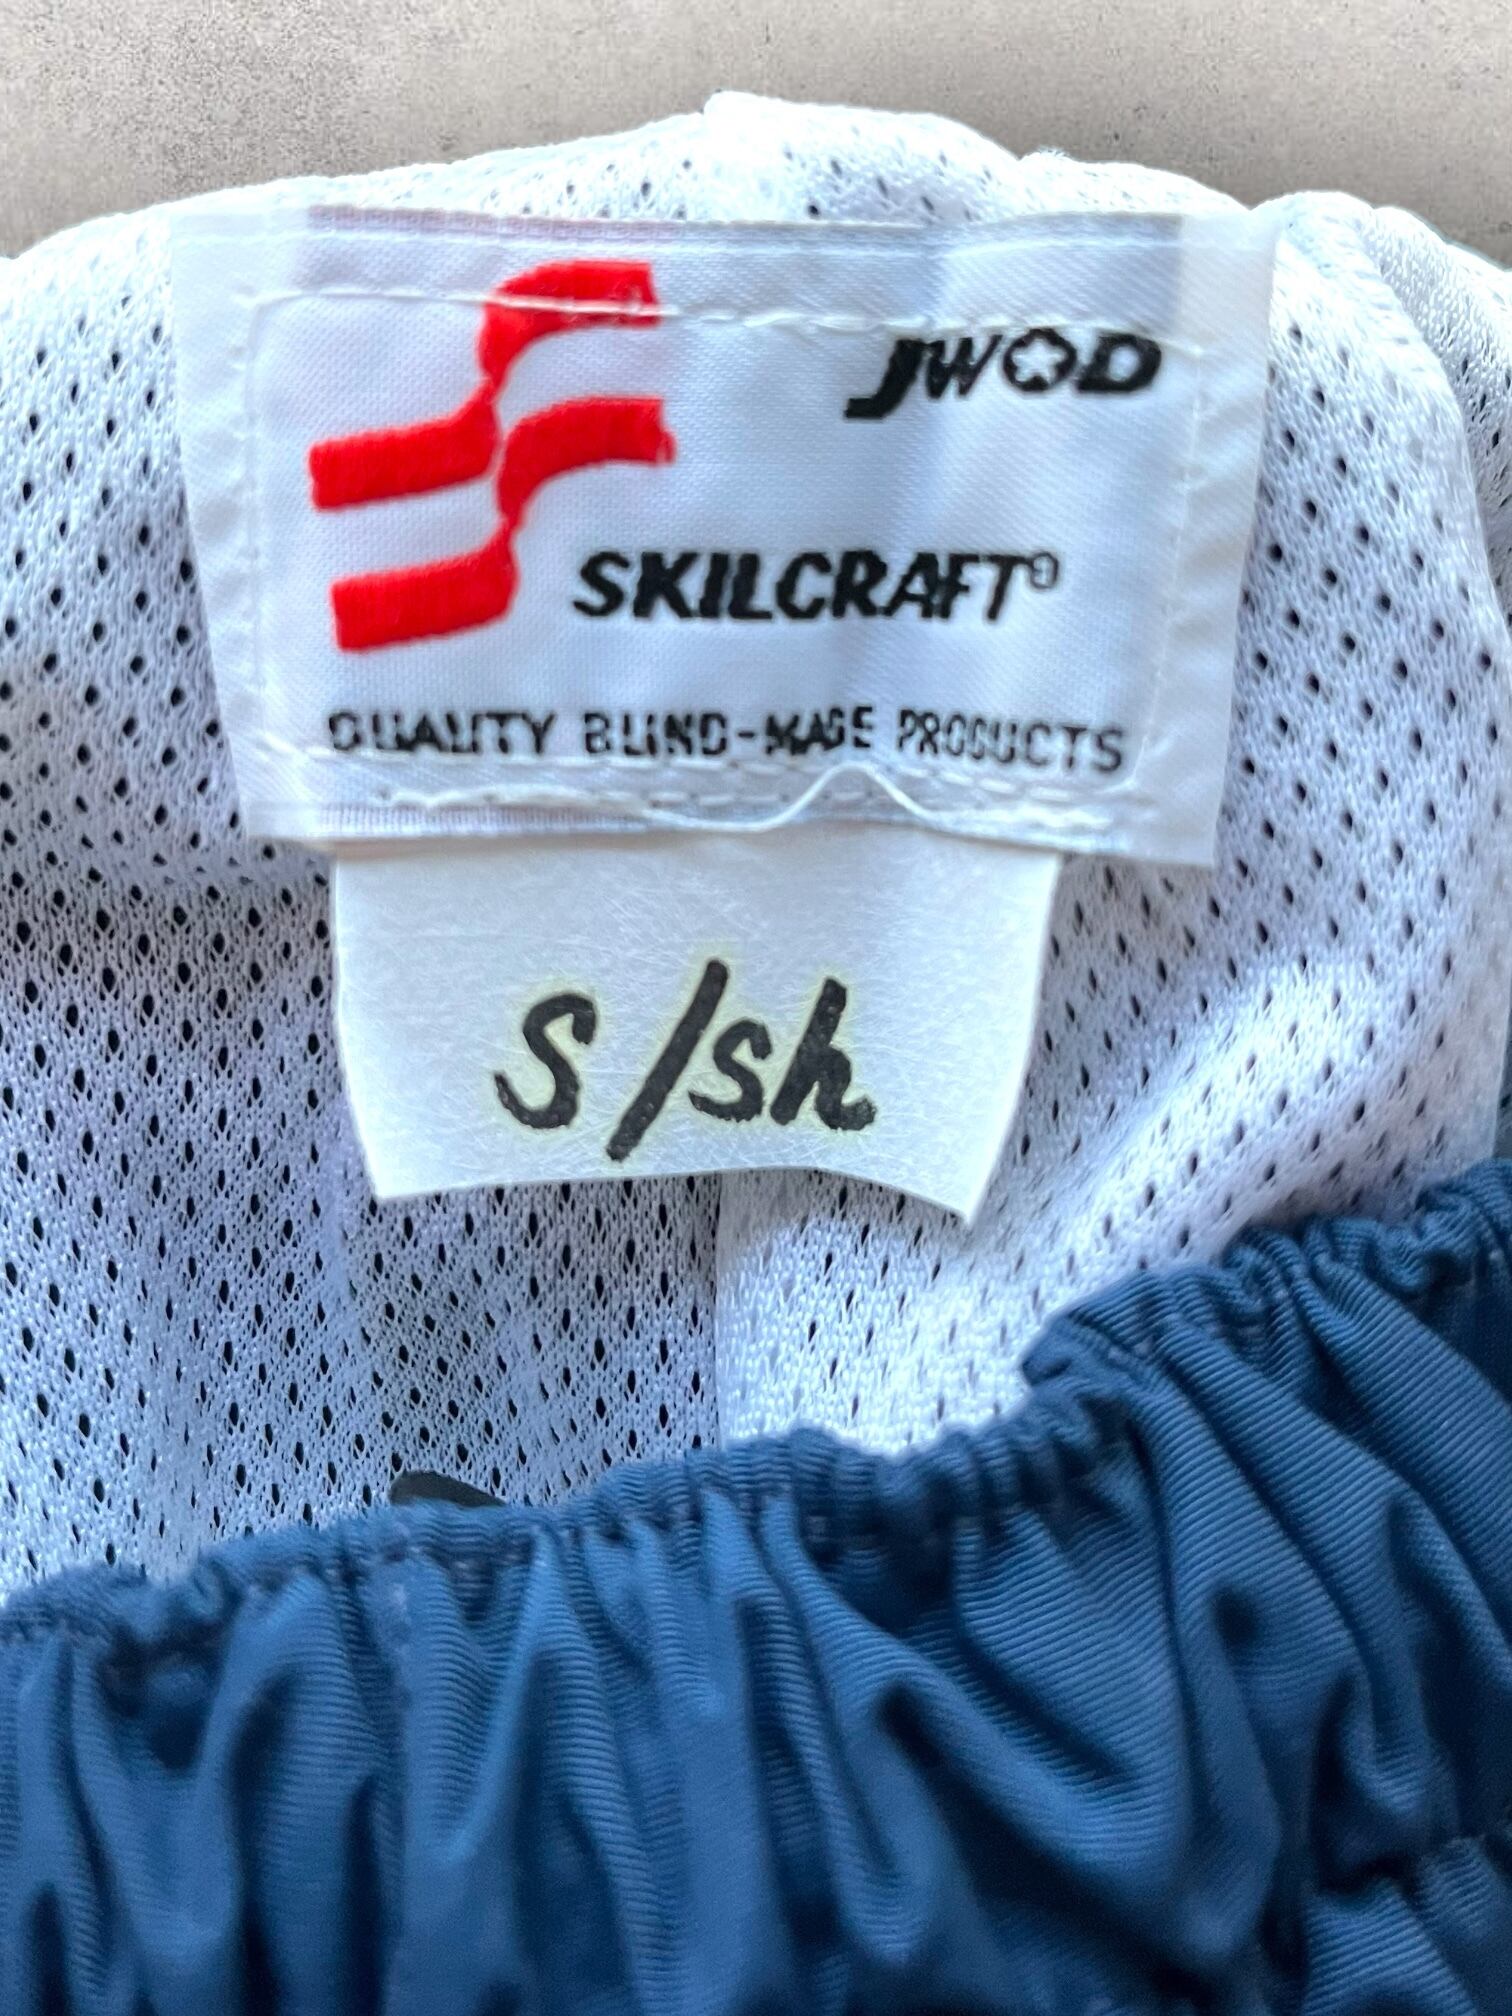 JWOD
SKILCRAFT®
QUALITY BLIND-MADE PRODUCTS
S/sh